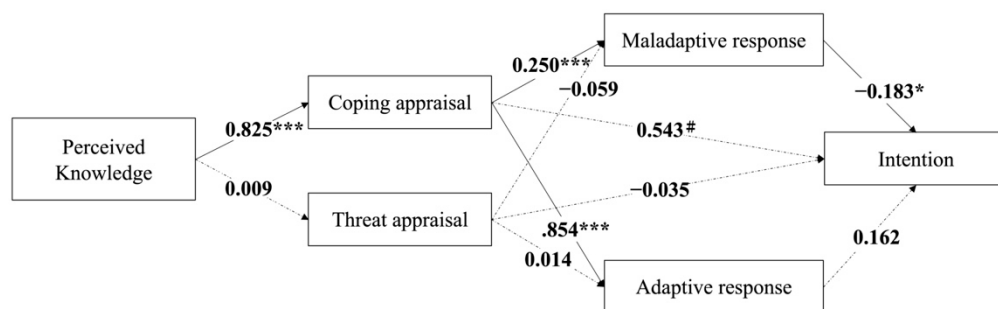 Maladaptive response
0.250***
−0.183*
−0.059
Coping appraisal
0.825***
0.543#
Perceived
Knowledge
Intention
0.009
−0.035
Threat appraisal
.854***
0.162
0.014
Adaptive response